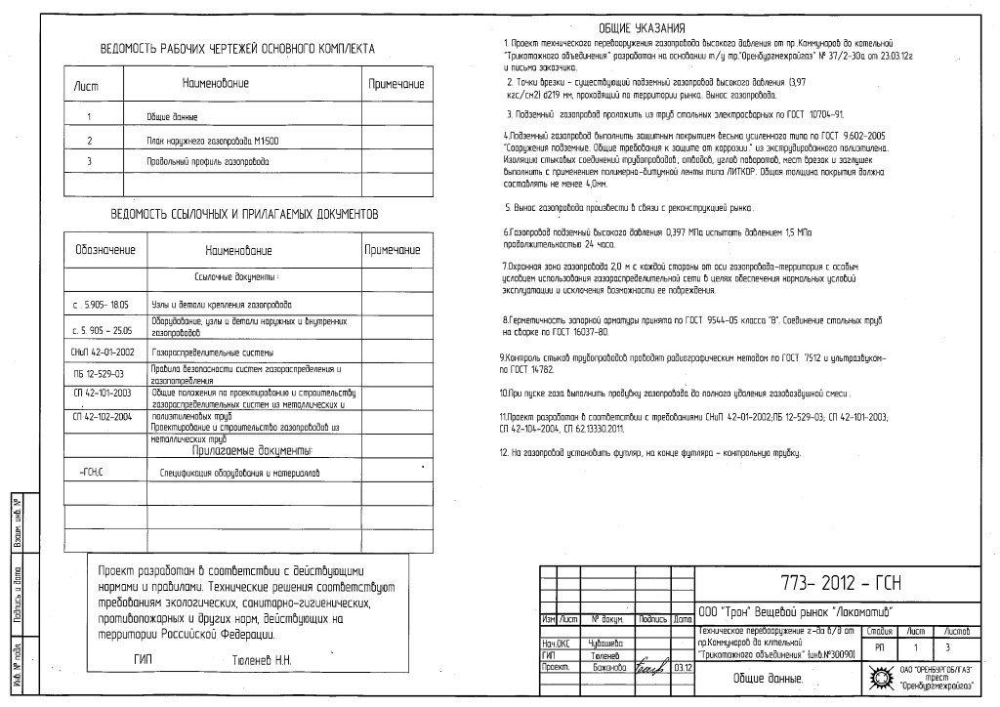 ВЕДОМОСТЬ РАБОЧИХ ЧЕРТЕЖЕЙ ОСНОВНОГО КОМПЛЕКТА
Лист Наименование Примечание
1 Общие данные
2 План наружнего газопровода М1:500
3 Продольный профиль газопровода
ВЕДОМОСТЬ ССЫЛОЧНЫХ И ПРИЛАГАЕМЫХ ДОКУМЕНТОВ
Обозначение Наименование Примечание
Ссылочные документы :
с . 5.905- 18.05 Узлы и детали крепления газопровода
с. 5. 905 - 25.05 Оборудование, узлы и детали наружных и внутренних
газопроводов
СНиП 42-01-2002 Газораспределительные системы
ПБ 12-529-03 Правила безопасности систем газораспределения и
газопотребления
СП 42-101-2003 Общие положения по проектированию и строительству
газораспределительных систем из металлических и
СП 42-102-2004 полиэтиленовых труб
Проектирование и строительство газопроводов из
металлических труб
Прилагаемые документы:
-ГСН,С Спецификация оборудования и материаллов
Проект разработан в соответствии с действующими
нормами и правилами. Технические решения соответствуют
требованиям экологических, санитарно-гигиенических,
противопожарных и других норм, действующих на
территории Российской Федерации.
ГИП Тюленев Н.Н.
Взаим. инв. №
Подпись и дата
Инв. № подл.
ОБЩИЕ УКАЗАНИЯ
1. Проект технического перевооружения газопровода высокого давления от пр.Коммунаров до котельной
"Трикотажного объединения" разработан на основании т/у тр."Оренбургмежрайгаз" № 37/2-30а от 23.03.12г
и письма заказчика.
2. Точки врезки - существующий подземный газопровод высокого давления (3,97
кгс/см2) d219 мм, проходящий по территории рынка. Вынос газопровода.
3. Подземный газопровод проложить из труб стальных электросварных по ГОСТ 10704-91.
4.Подземный газопровод выполнить защитным покрытием весьма усиленного типа по ГОСТ 9.602-2005
"Сооружения подземные. Общие требования к защите от коррозии." из экструдированного полиэтилена.
Изоляцию стыковых соединений трубопроводов, отводов, углов поворотов, мест врезок и заглушек
выполнить с применением полимерно-битумной ленты типа ЛИТКОР. Общая толщина покрытия должна
составлять не менее 4,0мм.
5. Вынос газопровода произвести в связи с реконструкцией рынка.
6.Газопровод подземный высокого давления 0,397 МПа испытать давлением 1,5 МПа
продолжительностью 24 часа.
7.Охранная зона газопровода 2,0 м с каждой стороны от оси газопровода-территория с особым
условием использования газораспределительной сети в целях обеспечения нормальных условий
эксплуатации и исключения возможности ее повреждения.
8.Герметичность запорной арматуры принята по ГОСТ 9544-05 класса "В". Соединение стальных труб
на сварке по ГОСТ 16037-80.
9.Контроль стыков трубопроводов проводят радиографическим методом по ГОСТ 7512 и ультразвуком-
по ГОСТ 14782.
10.При пуске газа выполнить продувку газопровода до полного удаления газовоздушной смеси .
11.Проект разработан в соответствии с требованиями СНиП 42-01-2002;ПБ 12-529-03; СП 42-101-2003;
СП 42-104-2004, СП 62.13330.2011.
12. На газопровод установить футляр, на конце футляра - контрольную трубку.
773- 2012 - ГСН
ООО "Трон" Вещевой рынок "Лакамотив"
Изм Лист № докум. Подпись Дата
Нач.ОКС Чувашева
ГИП Тюленев
Проект. Бажанова 03.12
Техническое перевооружение г-да в/д от
пр.Коммунаров до клтельной
"Трикотажного объединения" (инв.№30090)
Стадия Лист Листов
РП 1 3
Общие данные.
ОАО "ОРЕНБУРГОБЛГАЗ"
трест
"Оренбургмежрайгаз"